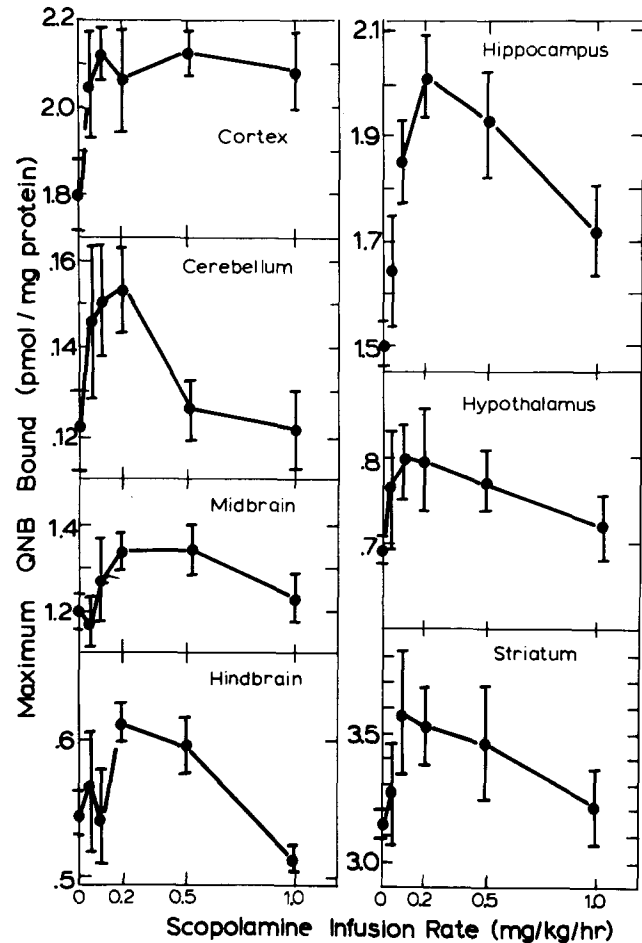 Maximum QNB Bound (pmol / mg protein)
2.2
2.0
1.8
Cortex
.16
.14
.12
Cerebellum
1.4
1.2
Midbrain
.6
.5
Hindbrain
0 0.2 0.5 1.0
2.1
1.9
1.7
1.5
Hippocampus
.8
.7
Hypothalamus
3.5
3.0
Striatum
0 0.2 0.5 1.0
Scopolamine Infusion Rate (mg/kg/hr)